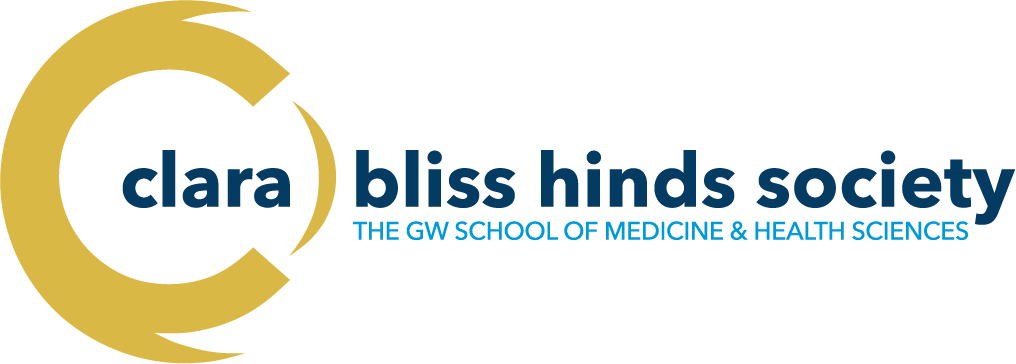 clara bliss hinds society
THE GW SCHOOL OF MEDICINE & HEALTH SCIENCES